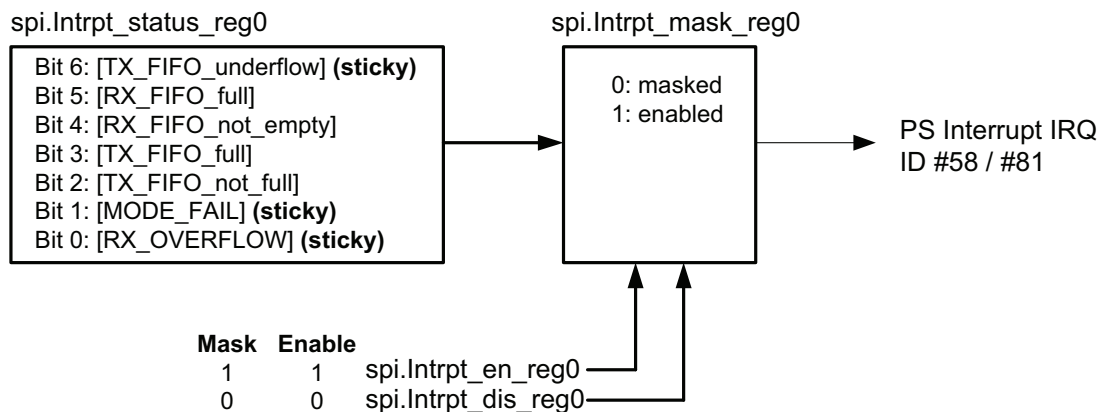 spi.Intrpt_status_reg0
Bit 6: [TX_FIFO_underflow] (sticky)
Bit 5: [RX_FIFO_full]
Bit 4: [RX_FIFO_not_empty]
Bit 3: [TX_FIFO_full]
Bit 2: [TX_FIFO_not_full]
Bit 1: [MODE_FAIL] (sticky)
Bit 0: [RX_OVERFLOW] (sticky)
spi.Intrpt_mask_reg0
0: masked
1: enabled
PS Interrupt IRQ
ID #58 / #81
Mask Enable
1 1 spi.Intrpt_en_reg0
0 0 spi.Intrpt_dis_reg0